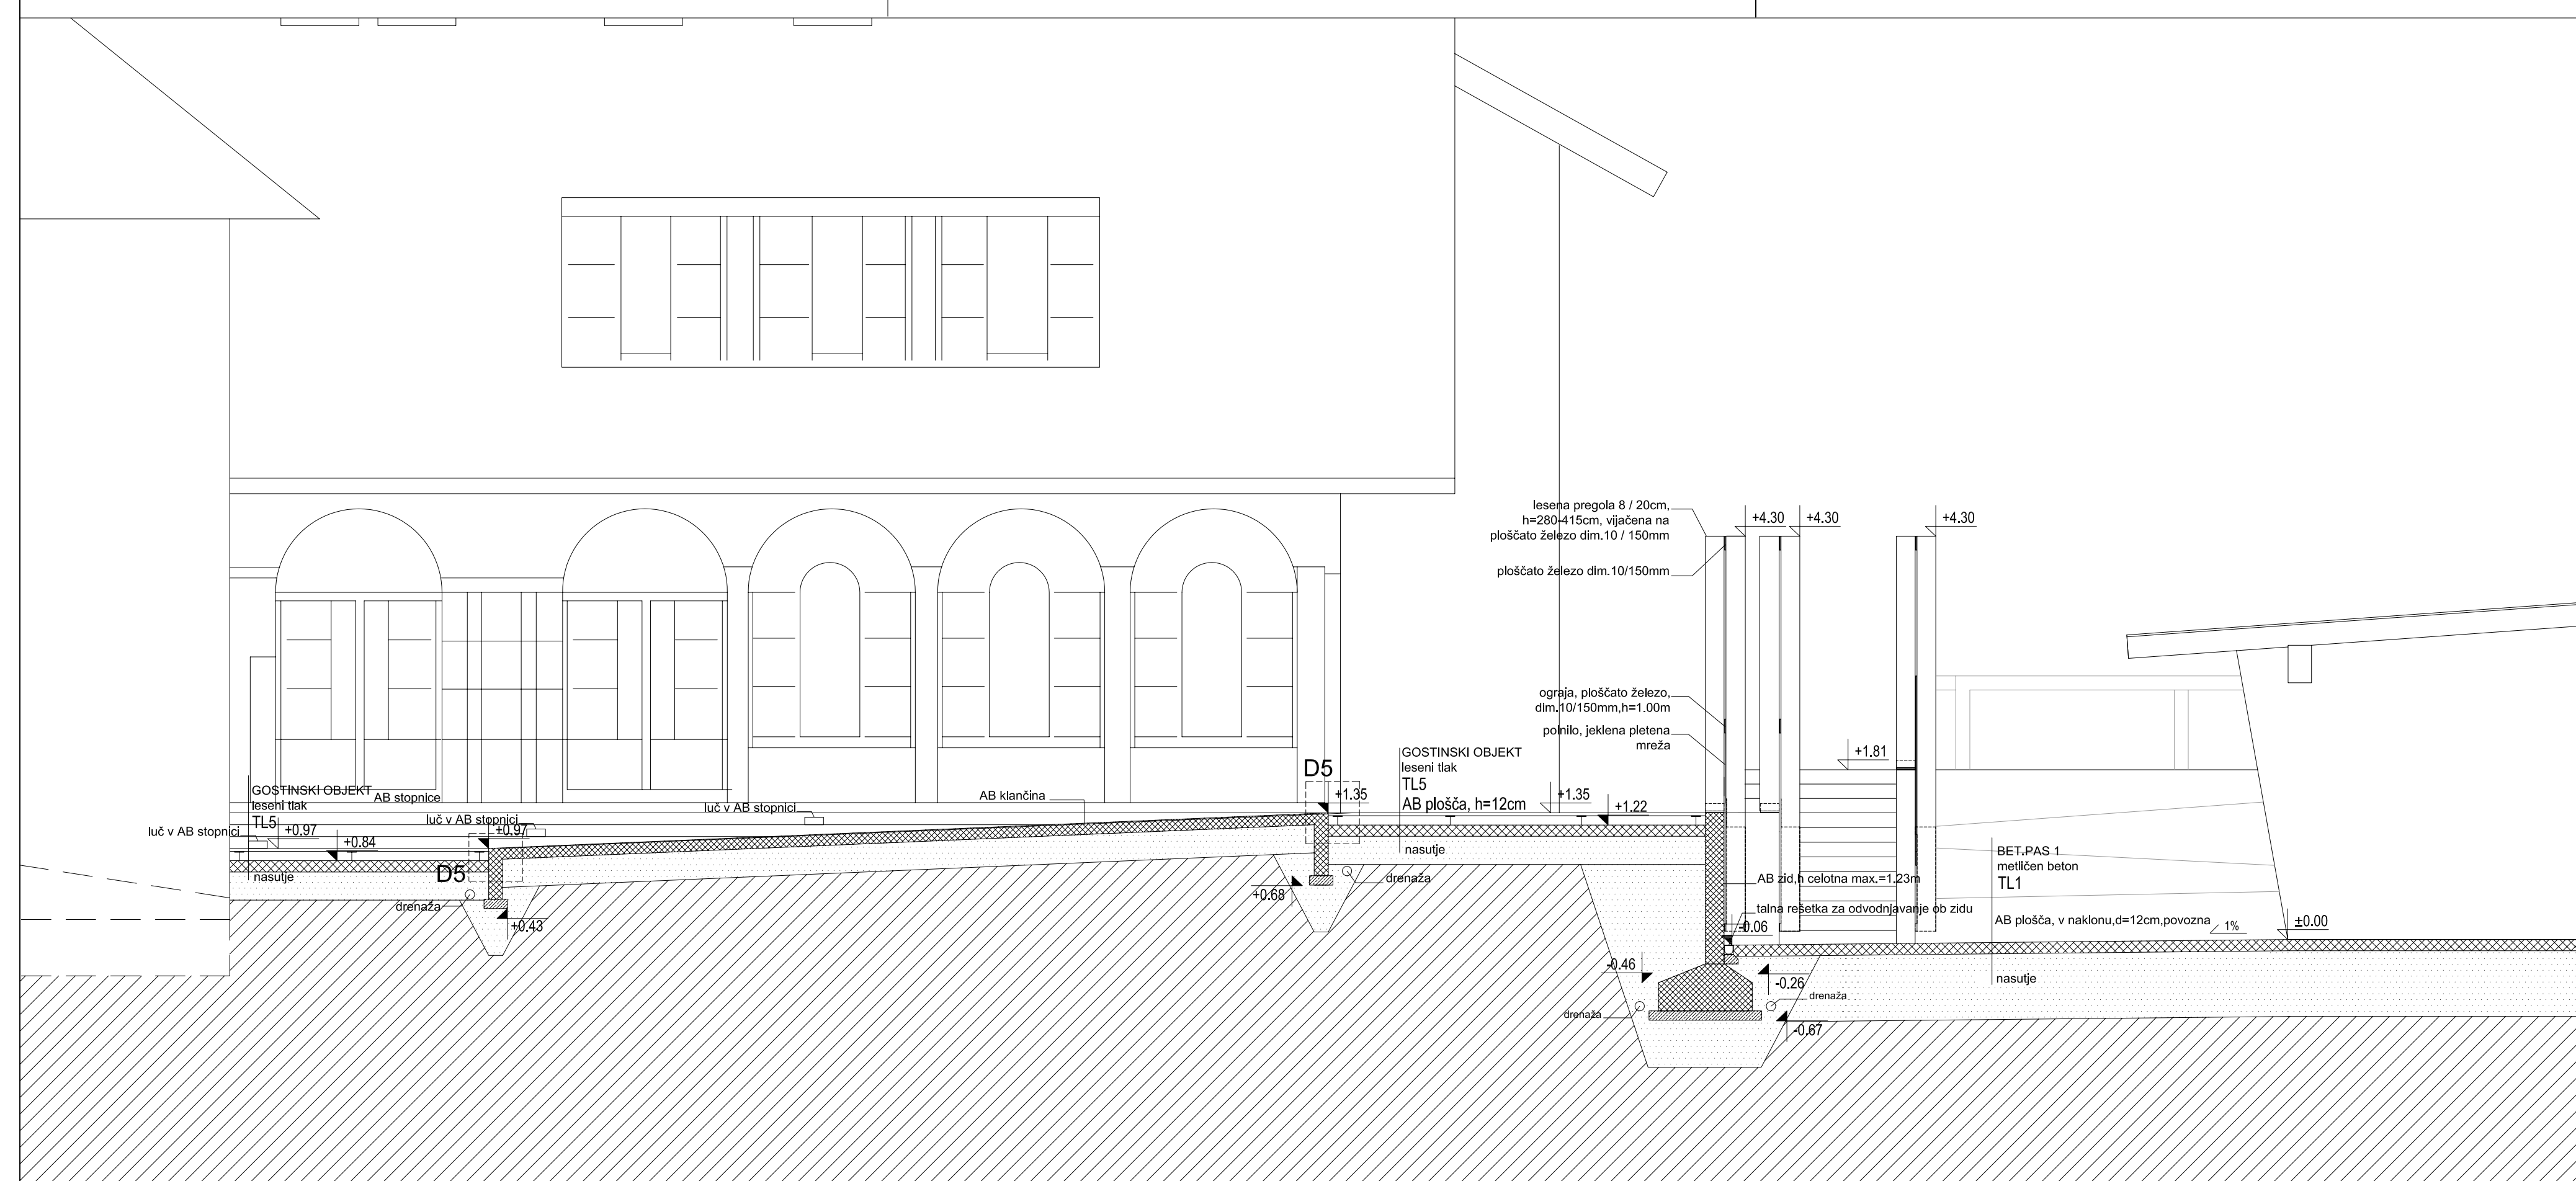 lesena pregola 8 / 20cm,
h=280-415cm, vijačena na
ploščato železo dim.10 / 150mm
ploščato železo dim.10/150mm
+4.30
+4.30
+4.30
ograja, ploščato železo,
dim.10/150mm,h=1.00m
polnilo, jeklena pletena
mreža
+1.81
GOSTINSKI OBJEKT
leseni tlak
TL5
AB stopnice
luč v AB stopnici
+0.97
+0.84
luč v AB stopnici
+0.97
D5
nasutje
drenaža
+0.43
luč v AB stopnici
AB klančina
D5
+1.35
+0.68
drenaža
GOSTINSKI OBJEKT
leseni tlak
TL5
AB plošča, h=12cm
nasutje
+1.35
+1.22
AB zid,h celotna max.=1.23m
talna rešetka za odvodnjavanje ob zidu
-0.06
-0.46
-0.26
drenaža
drenaža
-0.67
BET.PAS 1
metličen beton
TL1
AB plošča, v naklonu,d=12cm,povozna
1%
±0.00
nasutje